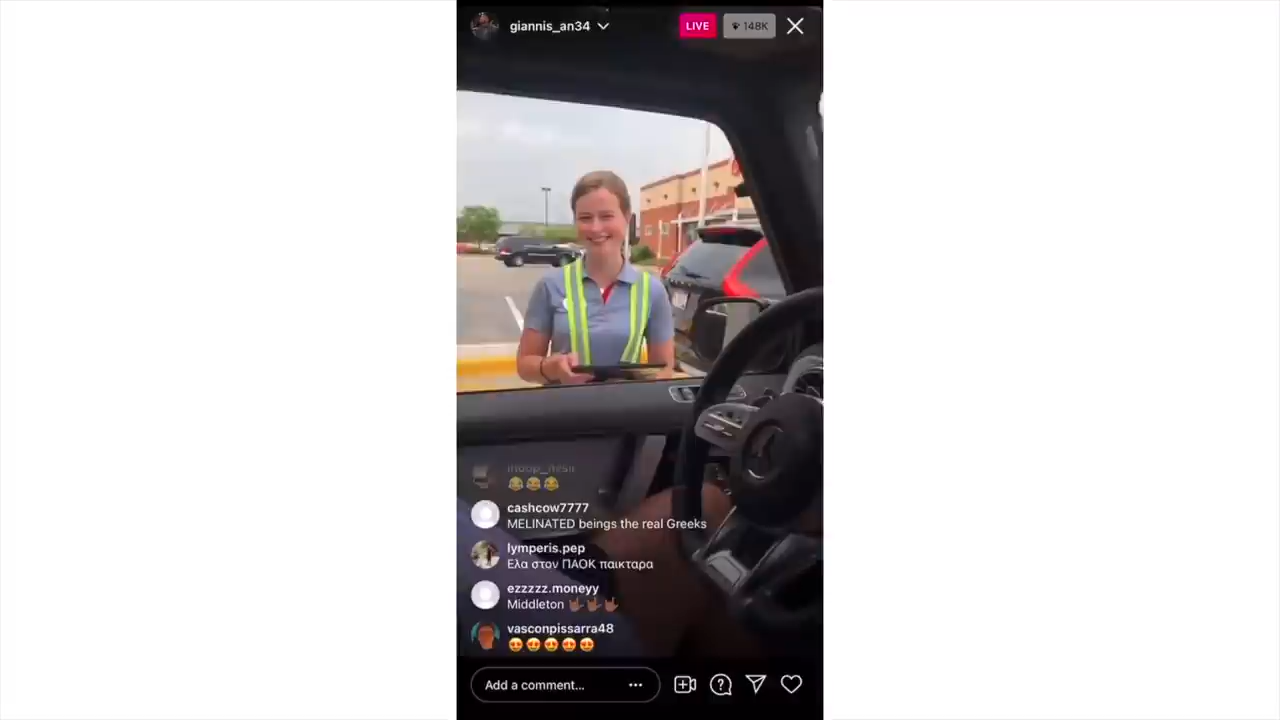 giannis_an34
LIVE
148K
😂😂😂
cashcow7777
MELINATED beings the real Greeks
lymperis.pep
Ελα στον ΠΑΟΚ παικταρα
ezzzzz.moneyy
Middleton 🤟🏾🤟🏾🤟🏾
vasconpissarra48
😍😍😍😍😍
Add a comment...